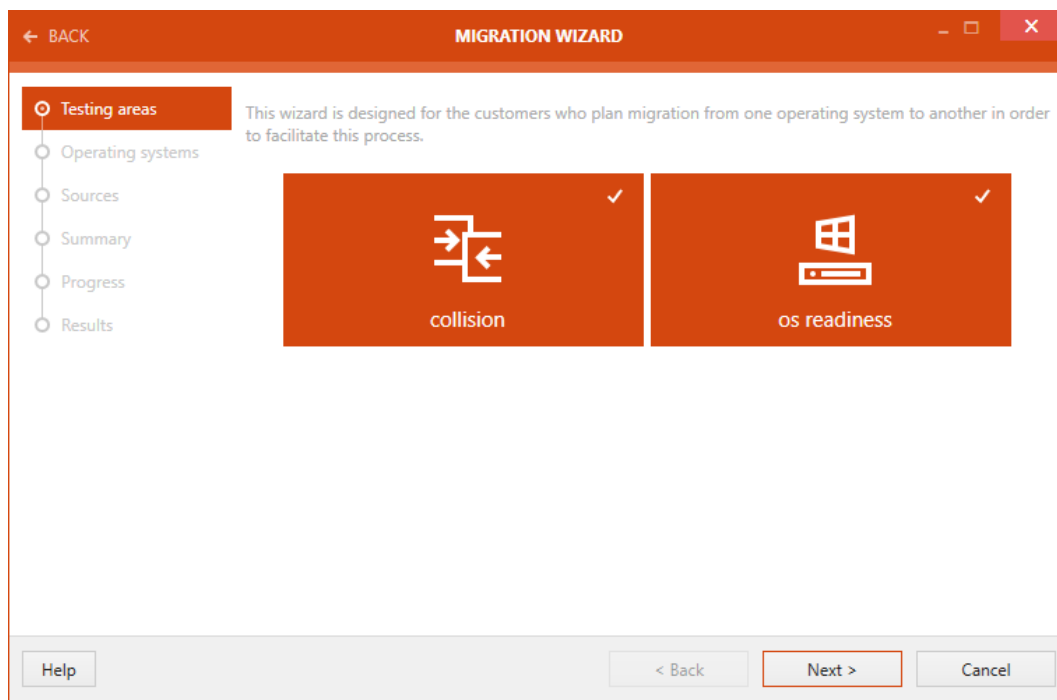 BACK
MIGRATION WIZARD
Testing areas
Operating systems
Sources
Summary
Progress
Results
This wizard is designed for the customers who plan migration from one operating system to another in order
to facilitate this process.
collision
os readiness
Help
< Back
Next >
Cancel